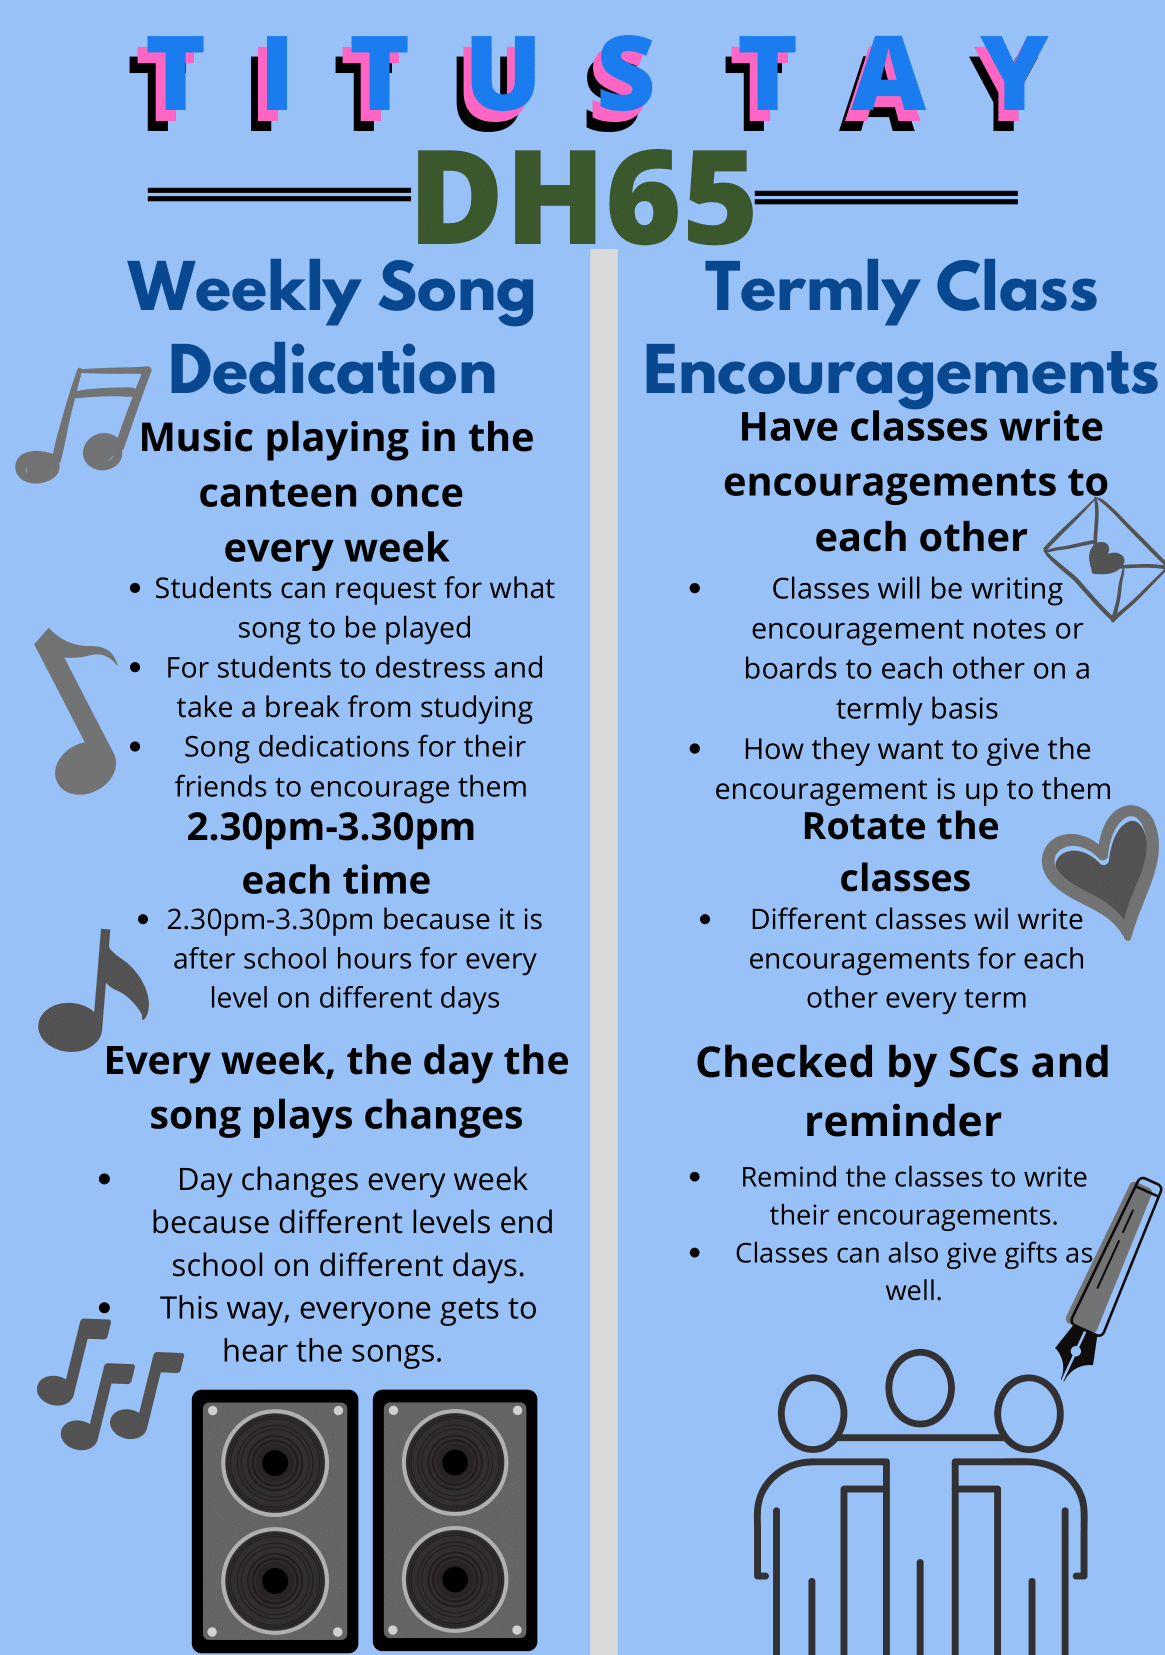 TITUS TAY
DH65
Weekly Song
Dedication
Music playing in the
canteen once
every week
• Students can request for what
song to be played
• For students to destress and
take a break from studying
• Song dedications for their
friends to encourage them
2.30pm-3.30pm
each time
• 2.30pm-3.30pm because it is
after school hours for every
level on different days
Every week, the day the
song plays changes
• Day changes every week
because different levels end
school on different days.
• This way, everyone gets to
hear the songs.
Termly Class
Encouragements
Have classes write
encouragements to
each other
• Classes will be writing
encouragement notes or
boards to each other on a
termly basis
• How they want to give the
encouragement is up to them
Rotate the
classes
• Different classes wil write
encouragements for each
other every term
Checked by SCs and
reminder
• Remind the classes to write
their encouragements.
• Classes can also give gifts as
well.